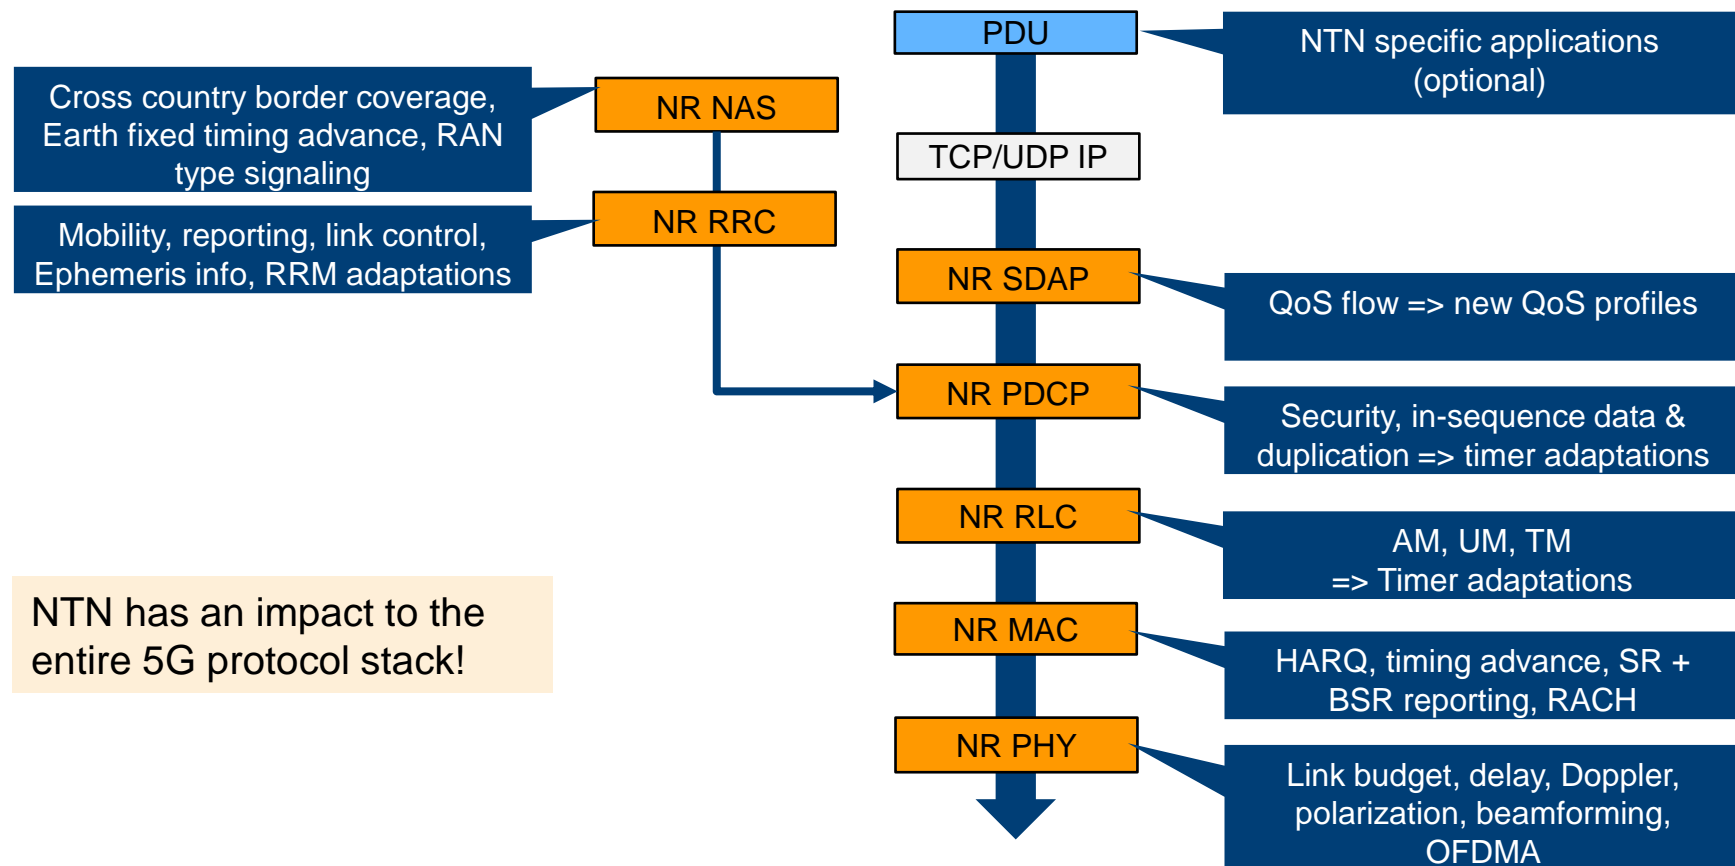 PDU
NTN specific applications
(optional)
Cross country border coverage,
Earth fixed timing advance, RAN
type signaling
NR NAS
TCP/UDP IP
Mobility, reporting, link control,
Ephemeris info, RRM adaptations
NR RRC
NR SDAP
QoS flow => new QoS profiles
NR PDCP
Security, in-sequence data &
duplication => timer adaptations
NR RLC
AM, UM, TM
=> Timer adaptations
NTN has an impact to the
entire 5G protocol stack!
NR MAC
HARQ, timing advance, SR +
BSR reporting, RACH
NR PHY
Link budget, delay, Doppler,
polarization, beamforming,
OFDMA